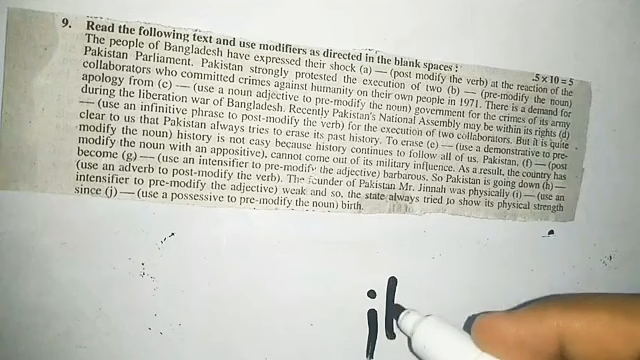 9. Read the following text and use modifiers as directed in the blank spaces : .5×10=5
The people of Bangladesh have expressed their shock (a) — (post modify the verb) at the reaction of the
Pakistan Parliament. Pakistan strongly protested the execution of two (b) — (pre-modify the noun)
collaborators who committed crimes against humanity on their own people in 1971. There is a demand for
apology from (c) — (use a noun adjective to pre-modify the noun) government for the crimes of its army
during the liberation war of Bangladesh. Recently Pakistan's National Assembly may be within its rights (d)
— (use an infinitive phrase to post-modify the verb) for the execution of two collaborators. But it is quite
clear to us that Pakistan always tries to erase its past history. To erase (e) — (use a demonstrative to pre-
modify the noun) history is not easy because history continues to follow all of us. Pakistan, (f) — (post
modify the noun with an appositive), cannot come out of its military influence. As a result, the country has
become (g) — (use an intensifier to pre-modify the adjective) barbarous. So Pakistan is going down (h) —
(use an adverb to post-modify the verb). The founder of Pakistan Mr. Jinnah was physically (i) — (use an
intensifier to pre-modify the adjective) weak and so, the state always tried to show its physical strength
since (j) — (use a possessive to pre-modify the noun) birth.